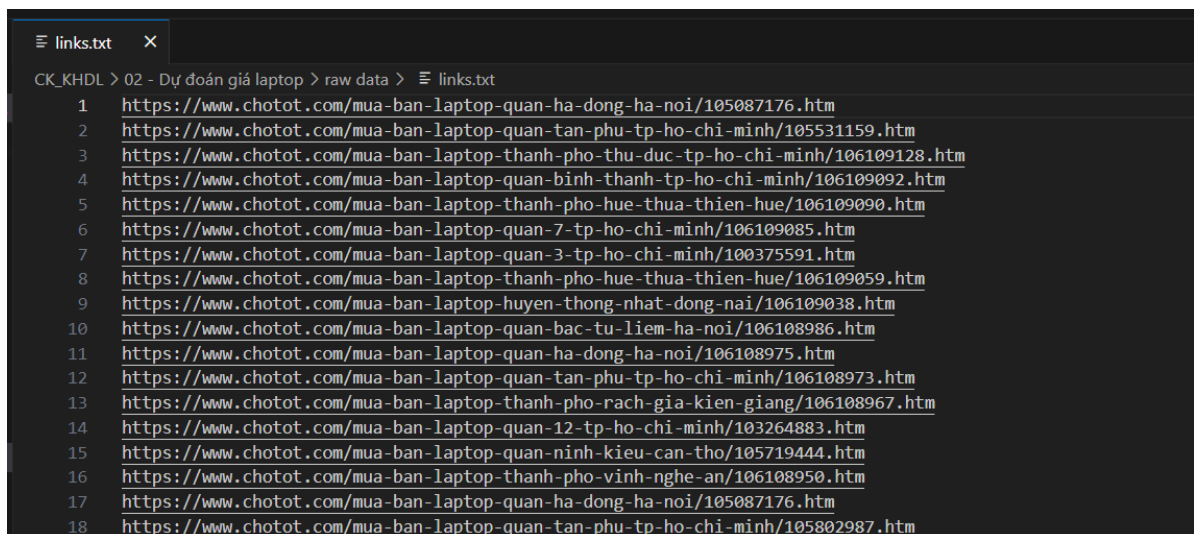 links.txt
CK_KHDL > 02 - Dự đoán giá laptop > raw data > links.txt
1 https://www.chotot.com/mua-ban-laptop-quan-ha-dong-ha-noi/105087176.htm
2 https://www.chotot.com/mua-ban-laptop-quan-tan-phu-tp-ho-chi-minh/105531159.htm
3 https://www.chotot.com/mua-ban-laptop-thanh-pho-thu-duc-tp-ho-chi-minh/106109128.htm
4 https://www.chotot.com/mua-ban-laptop-quan-binh-thanh-tp-ho-chi-minh/106109092.htm
5 https://www.chotot.com/mua-ban-laptop-thanh-pho-hue-thua-thien-hue/106109090.htm
6 https://www.chotot.com/mua-ban-laptop-quan-7-tp-ho-chi-minh/106109085.htm
7 https://www.chotot.com/mua-ban-laptop-quan-3-tp-ho-chi-minh/100375591.htm
8 https://www.chotot.com/mua-ban-laptop-thanh-pho-hue-thua-thien-hue/106109059.htm
9 https://www.chotot.com/mua-ban-laptop-huyen-thong-nhat-dong-nai/106109038.htm
10 https://www.chotot.com/mua-ban-laptop-quan-bac-tu-liem-ha-noi/106108986.htm
11 https://www.chotot.com/mua-ban-laptop-quan-ha-dong-ha-noi/106108975.htm
12 https://www.chotot.com/mua-ban-laptop-quan-tan-phu-tp-ho-chi-minh/106108973.htm
13 https://www.chotot.com/mua-ban-laptop-thanh-pho-rach-gia-kien-giang/106108967.htm
14 https://www.chotot.com/mua-ban-laptop-quan-12-tp-ho-chi-minh/103264883.htm
15 https://www.chotot.com/mua-ban-laptop-quan-ninh-kieu-can-tho/105719444.htm
16 https://www.chotot.com/mua-ban-laptop-thanh-pho-vinh-nghe-an/106108950.htm
17 https://www.chotot.com/mua-ban-laptop-quan-ha-dong-ha-noi/105087176.htm
18 https://www.chotot.com/mua-ban-laptop-quan-tan-phu-tp-ho-chi-minh/105802987.htm